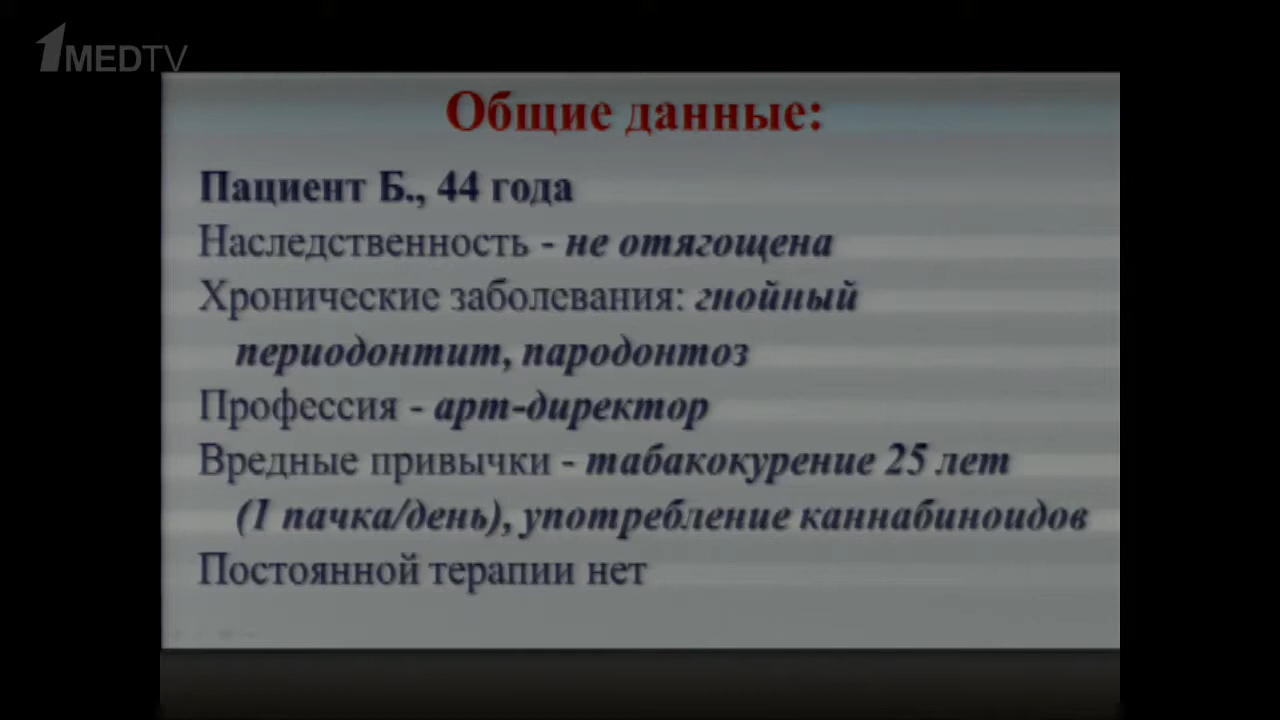 1MEDTV
Общие данные:
Пациент Б., 44 года
Наследственность - не отягощена
Хронические заболевания: гнойный
периодонтит, пародонтоз
Профессия - арт-директор
Вредные привычки - табакокурение 25 лет
(1 пачка/день), употребление каннабиноидов
Постоянной терапии нет